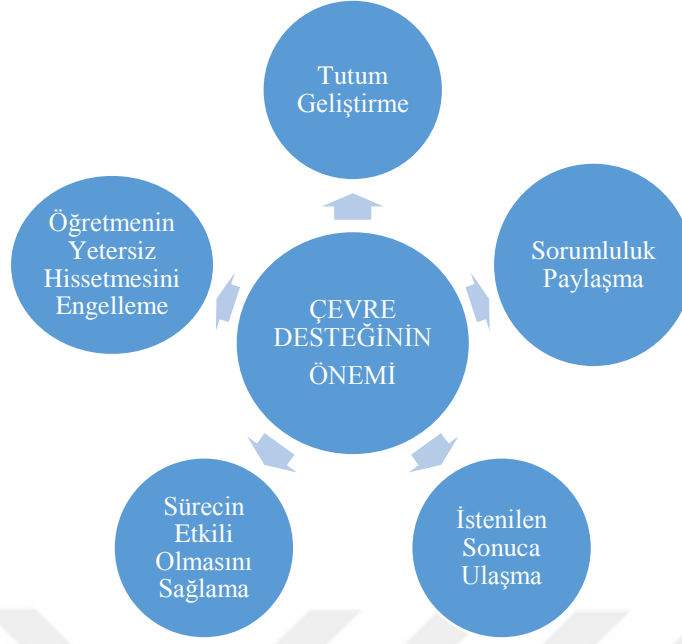 Tutum
Geliştirme
Öğretmenin
Yetersiz
Hissetmesini
Engelleme
Sorumluluk
Paylaşma
ÇEVRE
DESTEĞİNİN
ÖNEMİ
Sürecin
Etkili
Olmasını
Sağlama
İstenilen
Sonuca
Ulaşma